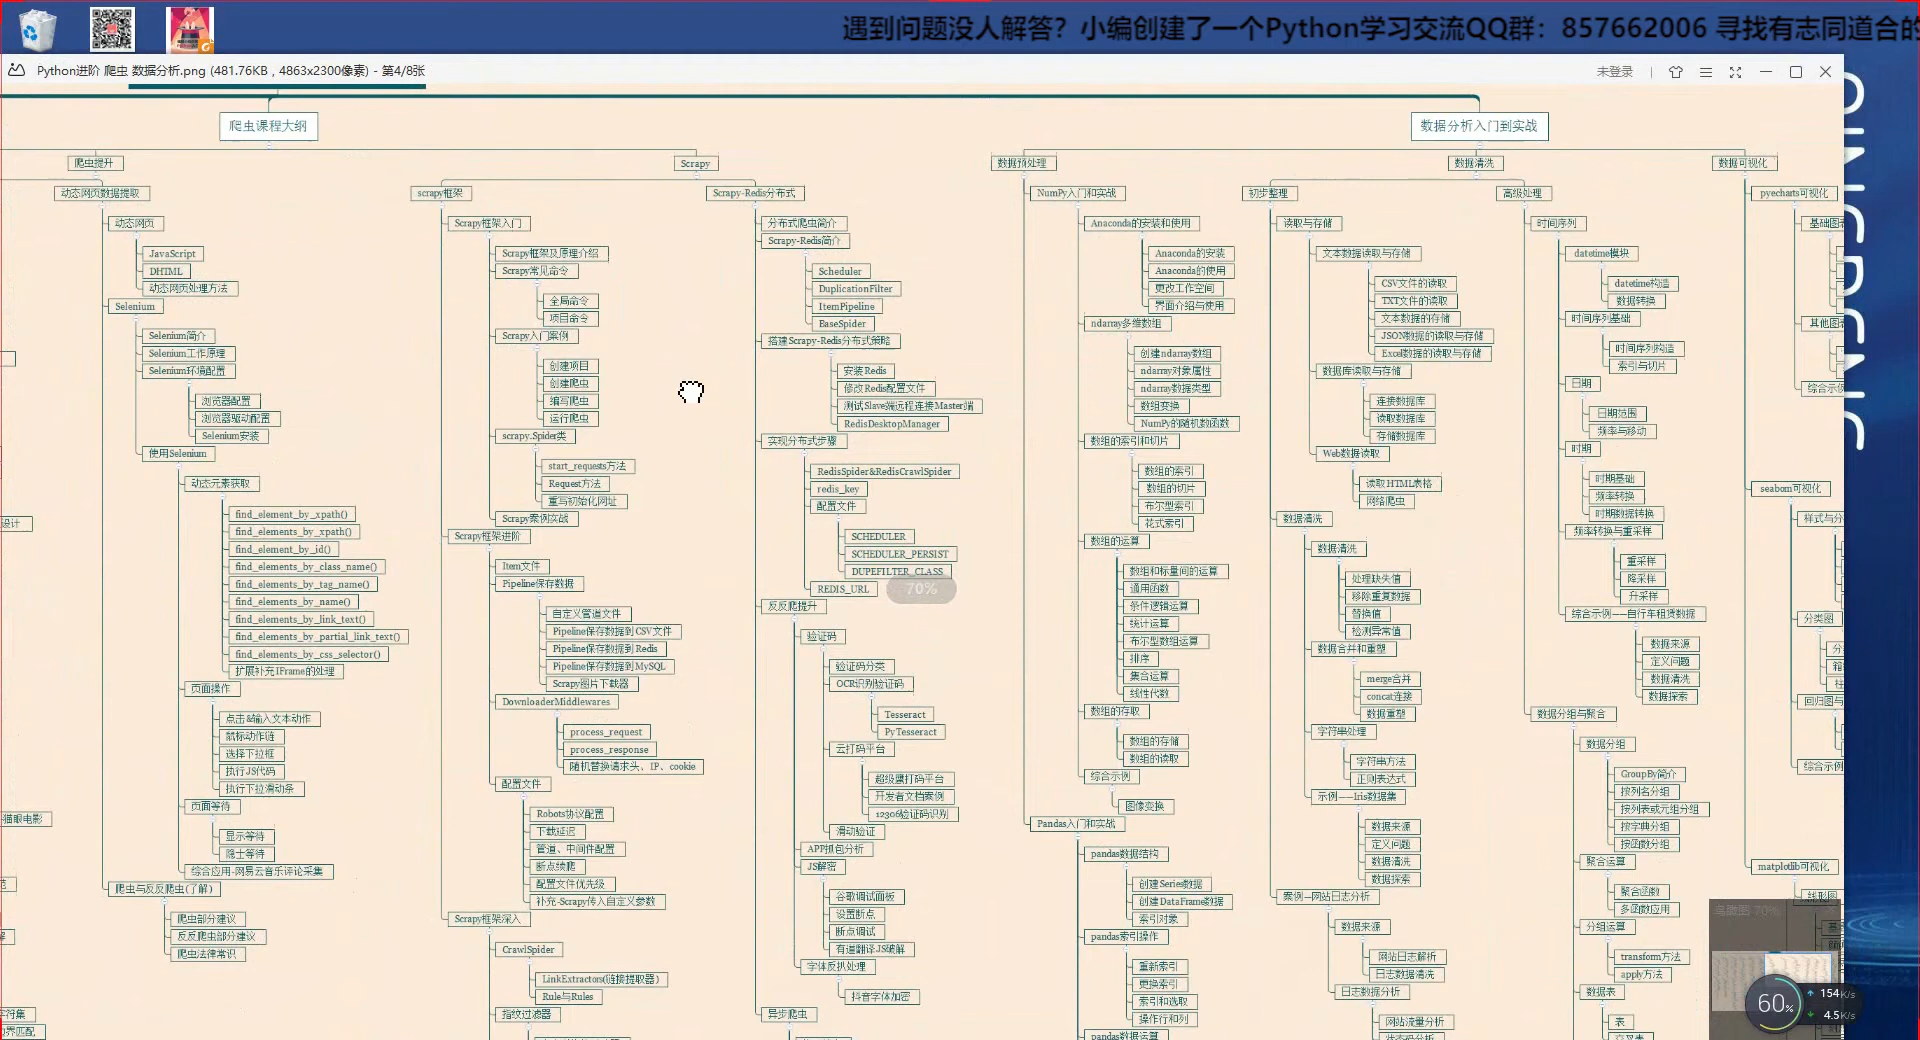 遇到问题没人解答？小编创建了一个Python学习交流QQ群：857662006 寻找有志同道合的
Python进阶 爬虫 数据分析.png (481.76KB , 4863x2300像素) - 第4/8张
未登录
爬虫课程大纲
爬虫提升
动态网页数据提取
动态网页
JavaScript
DHTML
动态网页处理方法
Selenium
Selenium简介
Selenium工作原理
Selenium环境配置
浏览器配置
浏览器驱动配置
Selenium安装
使用Selenium
动态元素获取
find_element_by_xpath()
find_elements_by_xpath()
find_element_by_id()
find_elements_by_class_name()
find_elements_by_tag_name()
find_elements_by_name()
find_elements_by_link_text()
find_elements_by_partial_link_text()
find_elements_by_css_selector()
扩展补充IFrame的处理
页面操作
点击&输入文本动作
鼠标动作链
选择下拉框
执行JS代码
执行下拉滑动条
页面等待
显示等待
隐士等待
综合应用-网易云音乐评论采集
爬虫与反反爬虫(了解)
爬虫部分建议
反反爬虫部分建议
爬虫法律常识
设计
猫眼电影
字符集
边界匹配
Scrapy
scrapy框架
Scrapy框架入门
Scrapy框架及原理介绍
Scrapy常见命令
全局命令
项目命令
Scrapy入门案例
创建项目
创建爬虫
编写爬虫
运行爬虫
scrapy.Spider类
start_requests方法
Request方法
重写初始化网址
Scrapy案例实战
Scrapy框架进阶
Item文件
Pipeline保存数据
自定义管道文件
Pipeline保存数据到CSV文件
Pipeline保存数据到Redis
Pipeline保存数据到MySQL
Scrapy图片下载器
DownloaderMiddlewares
process_request
process_response
随机替换请求头、IP、cookie
配置文件
Robots协议配置
下载延迟
管道、中间件配置
断点续爬
配置文件优先级
补充-Scrapy传入自定义参数
Scrapy框架深入
CrawlSpider
LinkExtractors(连接提取器)
Rule与Rules
指纹过滤器
Scrapy-Redis分布式
分布式爬虫简介
Scrapy-Redis简介
Scheduler
DuplicationFilter
ItemPipeline
BaseSpider
搭建Scrapy-Redis分布式策略
安装Redis
修改Redis配置文件
测试Slave端远程连接Master端
RedisDesktopManager
实现分布式步骤
RedisSpider&RedisCrawlSpider
redis_key
配置文件
SCHEDULER
SCHEDULER_PERSIST
DUPEFILTER_CLASS
REDIS_URL
70%
反反爬提升
验证码
验证码分类
OCR识别验证码
Tesseract
PyTesseract
云打码平台
超级鹰打码平台
开发者文档案例
12306验证码识别
滑动验证
APP抓包分析
JS解密
谷歌调试面板
设置断点
断点调试
有道翻译JS破解
字体反扒处理
抖音字体加密
异步爬虫
数据分析入门到实战
数据预处理
NumPy入门和实战
Anaconda的安装和使用
Anaconda的安装
Anaconda的使用
更改工作空间
界面介绍与使用
ndarray多维数组
创建ndarray数组
ndarray对象属性
ndarray数据类型
数组变换
NumPy的随机数函数
数组的索引和切片
数组的索引
数组的切片
布尔型索引
花式索引
数组的运算
数组和标量间的运算
通用函数
条件逻辑运算
统计运算
布尔型数组运算
排序
集合运算
线性代数
数组的存取
数组的存储
数组的读取
综合示例
图像变换
Pandas入门和实战
pandas数据结构
创建Series数据
创建DataFrame数据
索引对象
pandas索引操作
重新索引
更换索引
索引和选取
操作行和列
pandas数据运算
数据清洗
初步整理
读取与存储
文本数据读取与存储
CSV文件的读取
TXT文件的读取
文本数据的存储
JSON数据的读取与存储
Excel数据的读取与存储
数据库读取与存储
连接数据库
读取数据库
存储数据库
Web数据读取
读取HTML表格
网络爬虫
数据清洗
数据清洗
处理缺失值
移除重复数据
替换值
检测异常值
数据合并和重塑
merge合并
concat连接
数据重塑
字符串处理
字符串方法
正则表达式
示例——Iris数据集
数据来源
定义问题
数据清洗
数据探索
案例—网站日志分析
数据来源
网站日志解析
日志数据清洗
日志数据分析
网站流量分析
状态码分析
高级处理
时间序列
datetime模块
datetime构造
数据转换
时间序列基础
时间序列构造
索引与切片
日期
日期范围
频率与移动
时期
时期基础
频率转换
时期数据转换
频率转换与重采样
重采样
降采样
升采样
综合示例——自行车租赁数据
数据来源
定义问题
数据清洗
数据探索
数据分组与聚合
数据分组
GroupBy简介
按列名分组
按列表或元组分组
按字典分组
按函数分组
聚合运算
聚合函数
多函数应用
分组运算
transform方法
apply方法
数据表
表
交叉表
数据可视化
pyecharts可视化
基础图
其他图
综合示例
seaborn可视化
样式与分
分类图
回归图与
综合示例
matplotlib可视化
线形图
60%
154K/s
4.5K/s